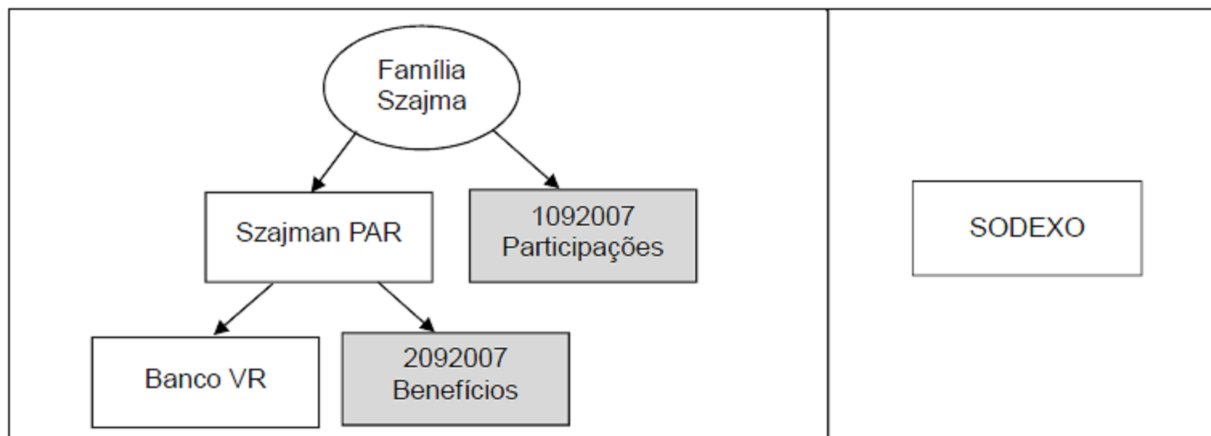 Família
Szajma
Szajman PAR
1092007
Participações
SODEXO
Banco VR
2092007
Benefícios